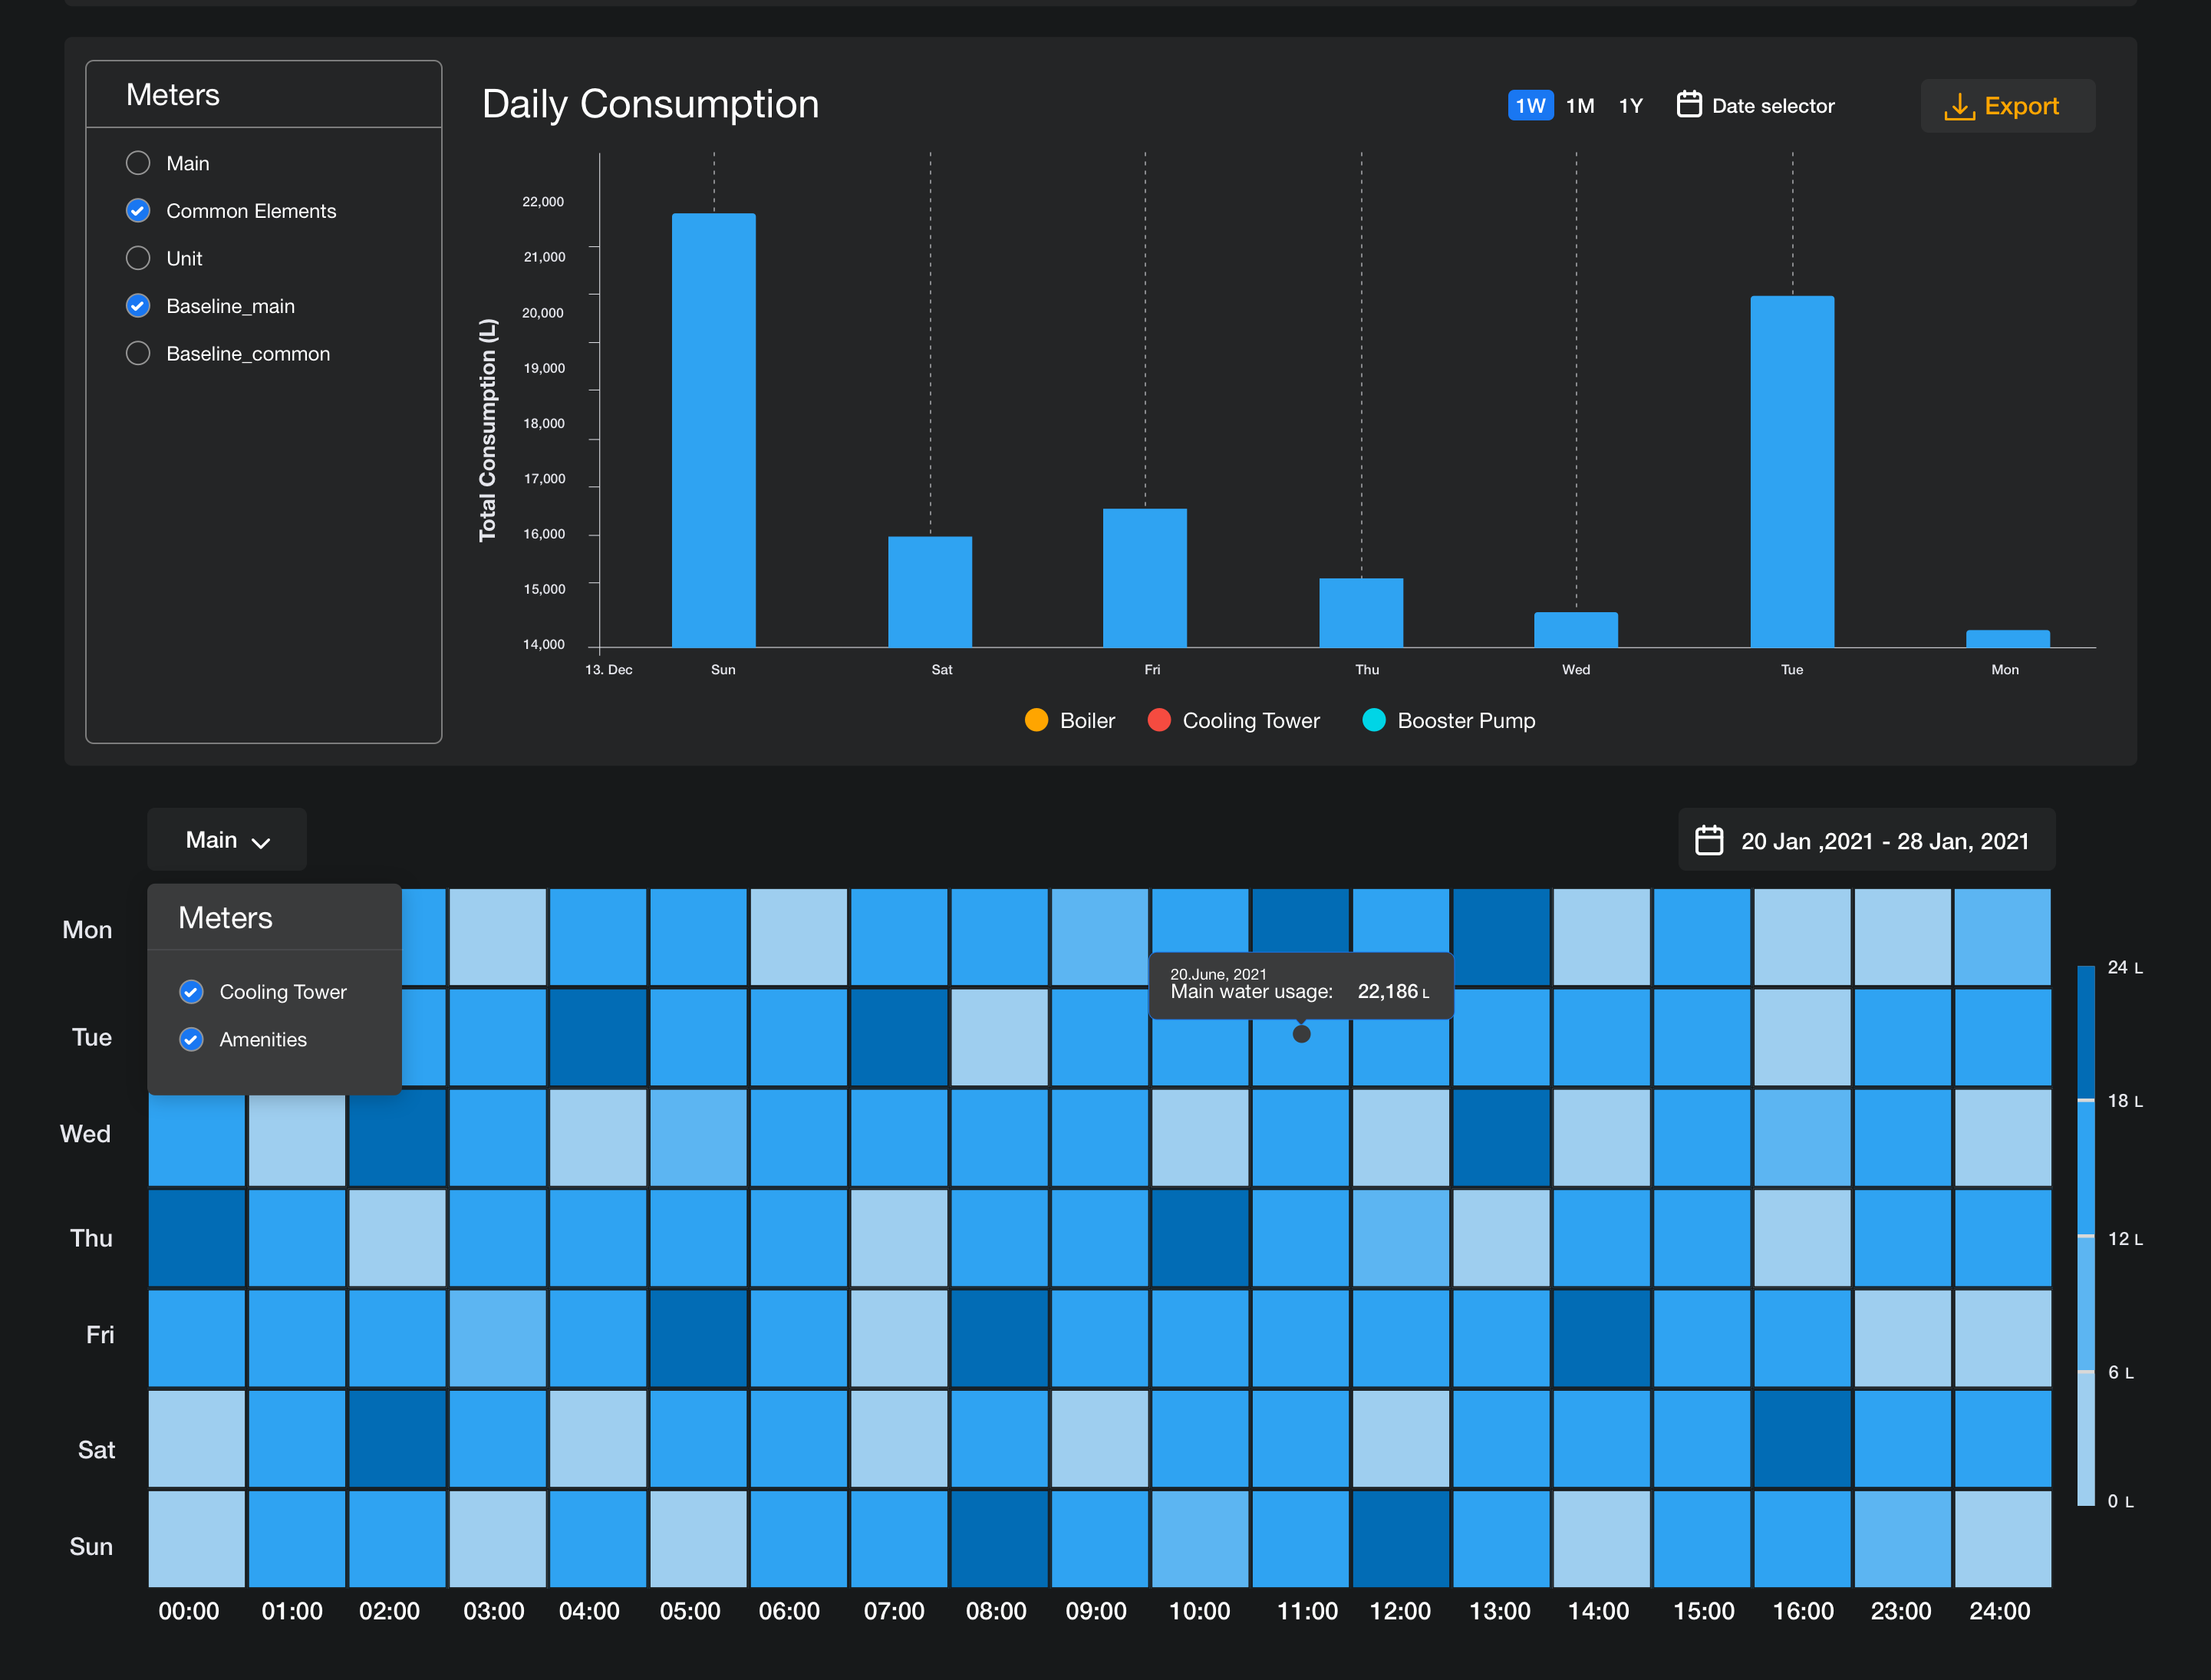 Meters
Main
Common Elements
Unit
Baseline_main
Baseline_common
Daily Consumption
1W 1M 1Y Date selector
Export
Total Consumption (L)
22,000
21,000
20,000
19,000
18,000
17,000
16,000
15,000
14,000
13. Dec Sun Sat Fri Thu Wed Tue Mon
Boiler Cooling Tower Booster Pump
Main
20 Jan ,2021 - 28 Jan, 2021
Meters
Cooling Tower
Amenities
Mon
Tue
Wed
Thu
Fri
Sat
Sun
20.June, 2021
Main water usage: 22,186 L
24 L
18 L
12 L
6 L
0 L
00:00 01:00 02:00 03:00 04:00 05:00 06:00 07:00 08:00 09:00 10:00 11:00 12:00 13:00 14:00 15:00 16:00 23:00 24:00